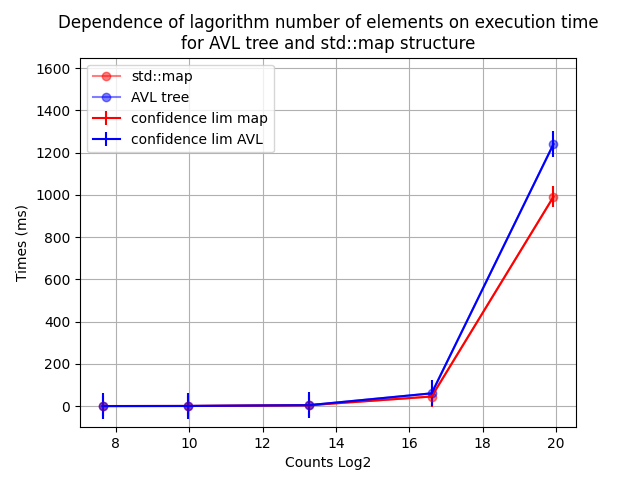 Dependence of lagorithm number of elements on execution time
for AVL tree and std::map structure
std::map
AVL tree
confidence lim map
confidence lim AVL
1600
1400
1200
1000
800
600
400
200
0
Times (ms)
8 10 12 14 16 18 20
Counts Log2